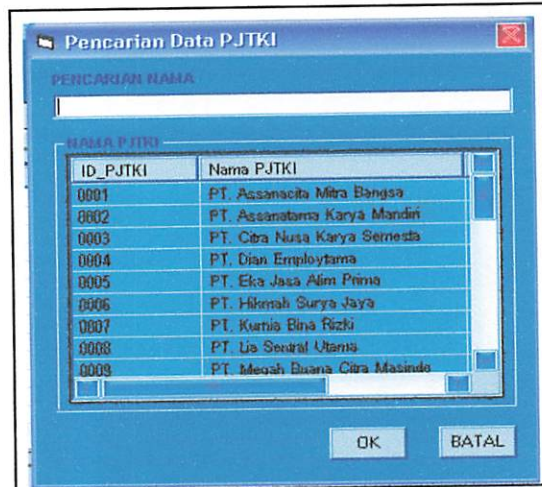 Pencarian Data PJTKI
PENCARIAN NAMA
NAMA PJTKI
ID_PJTKI Nama PJTKI
0001 PT. Assanacita Mitra Bangsa
0002 PT. Assanatama Karya Mandiri
0003 PT. Citra Nusa Karya Semesta
0004 PT. Dian Employtama
0005 PT. Eka Jasa Alim Prima
0006 PT. Hikmah Surya Jaya
0007 PT. Kurnia Bina Rizki
0008 PT. Lia Sentral Utama
0009 PT. Megah Buana Citra Masindo
OK BATAL